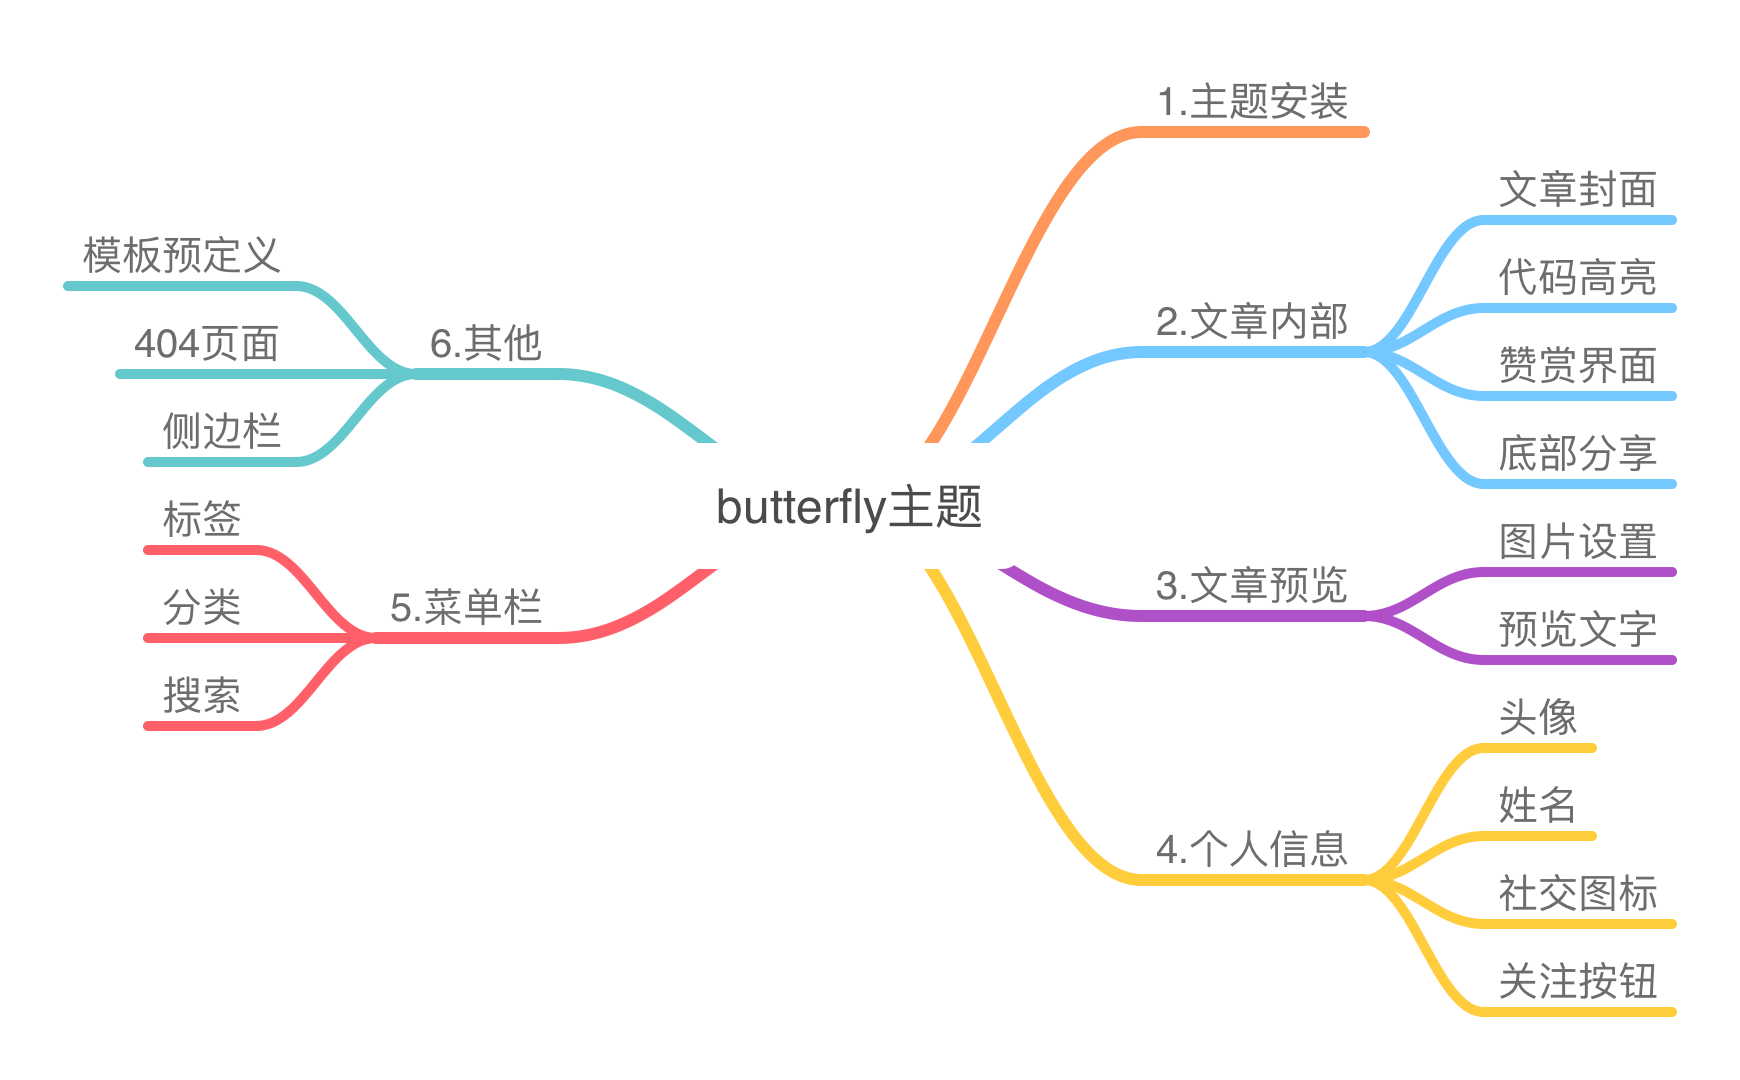 butterfly主题
1.主题安装
2.文章内部
文章封面
代码高亮
赞赏界面
底部分享
3.文章预览
图片设置
预览文字
4.个人信息
头像
姓名
社交图标
关注按钮
5.菜单栏
标签
分类
搜索
6.其他
模板预定义
404页面
侧边栏